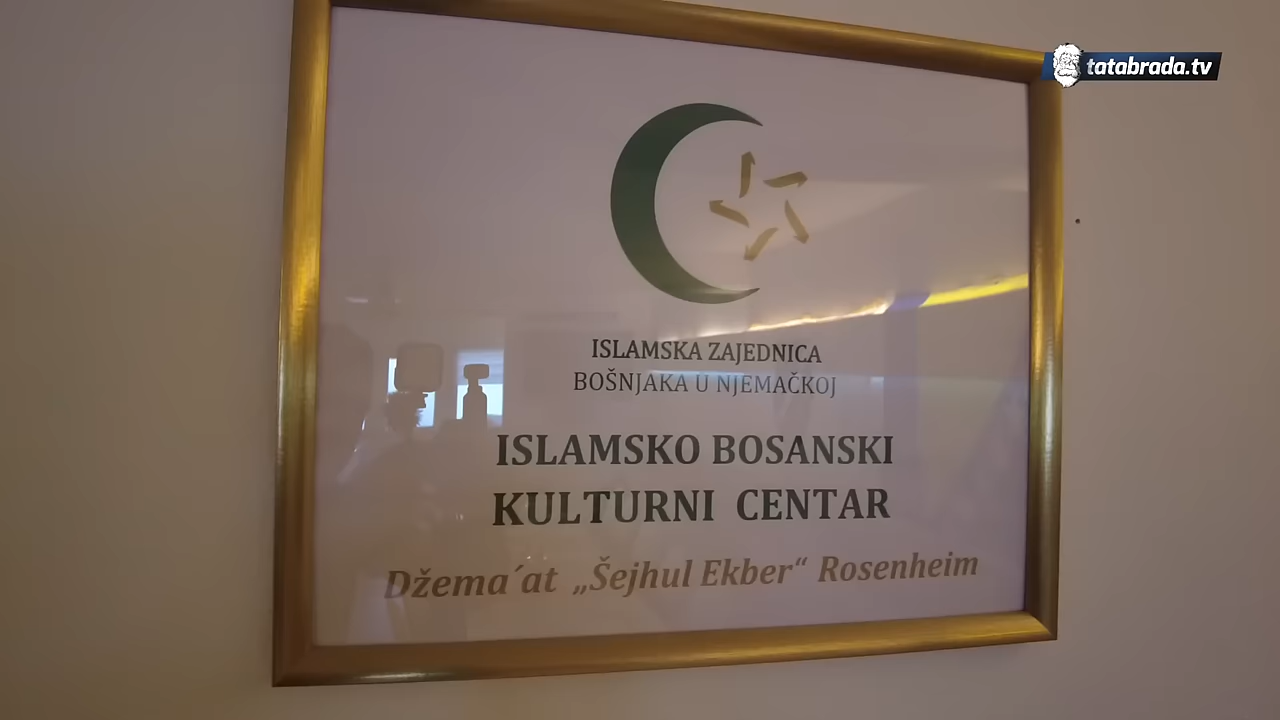 tatabrada.tv
ISLAMSKA ZAJEDNICA
BOŠNJAKA U NJEMAČKOJ
ISLAMSKO BOSANSKI
KULTURNI CENTAR
Džema´at „Šejhul Ekber“ Rosenheim